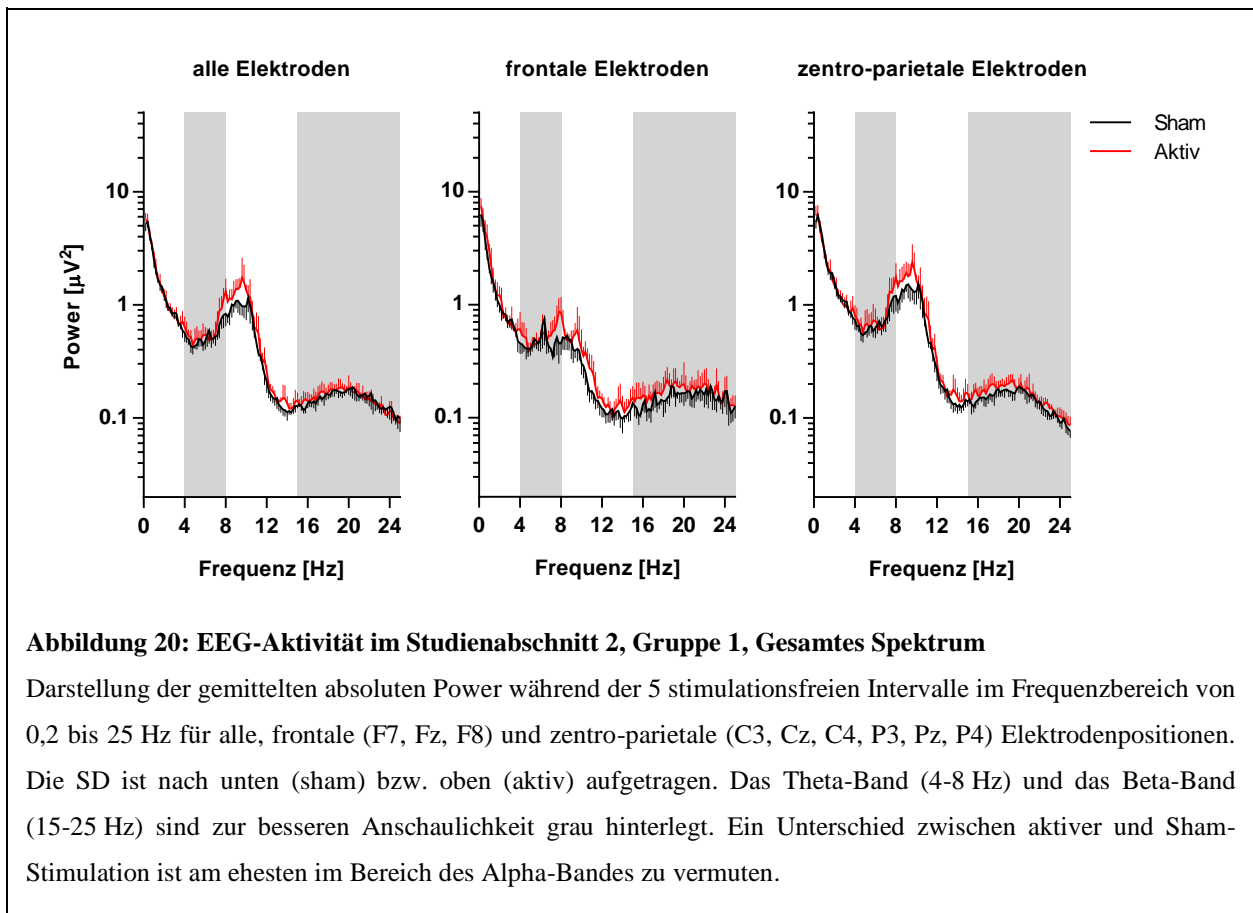 alle Elektroden
frontale Elektroden
zentro-parietale Elektroden
Sham
Aktiv
Power [µV²]
10
1
0.1
0 4 8 12 16 20 24
Frequenz [Hz]
10
1
0.1
0 4 8 12 16 20 24
Frequenz [Hz]
10
1
0.1
0 4 8 12 16 20 24
Frequenz [Hz]
Abbildung 20: EEG-Aktivität im Studienabschnitt 2, Gruppe 1, Gesamtes Spektrum
Darstellung der gemittelten absoluten Power während der 5 stimulationsfreien Intervalle im Frequenzbereich von
0,2 bis 25 Hz für alle, frontale (F7, Fz, F8) und zentro-parietale (C3, Cz, C4, P3, Pz, P4) Elektrodenpositionen.
Die SD ist nach unten (sham) bzw. oben (aktiv) aufgetragen. Das Theta-Band (4-8 Hz) und das Beta-Band
(15-25 Hz) sind zur besseren Anschaulichkeit grau hinterlegt. Ein Unterschied zwischen aktiver und Sham-
Stimulation ist am ehesten im Bereich des Alpha-Bandes zu vermuten.